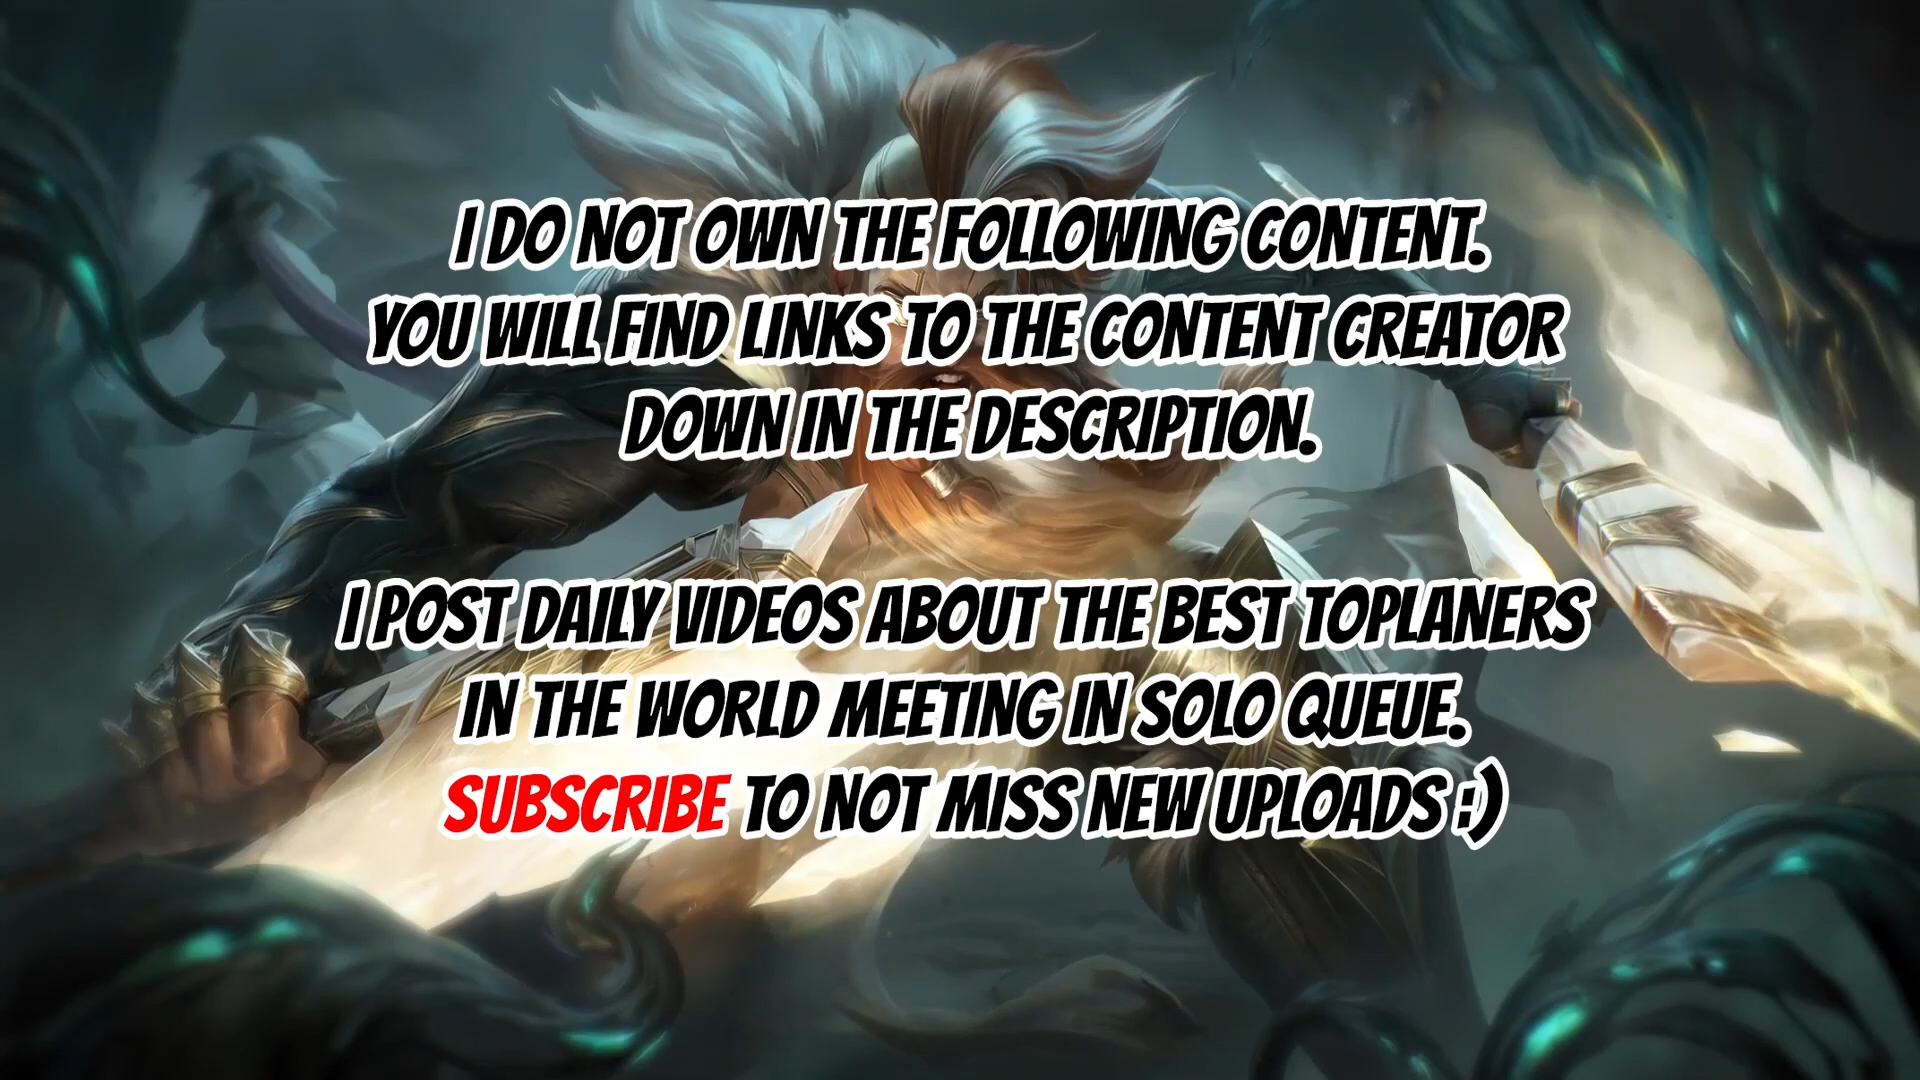 I DO NOT OWN THE FOLLOWING CONTENT.
YOU WILL FIND LINKS TO THE CONTENT CREATOR
DOWN IN THE DESCRIPTION.
I POST DAILY VIDEOS ABOUT THE BEST TOPLANERS
IN THE WORLD MEETING IN SOLO QUEUE.
SUBSCRIBE TO NOT MISS NEW UPLOADS :)